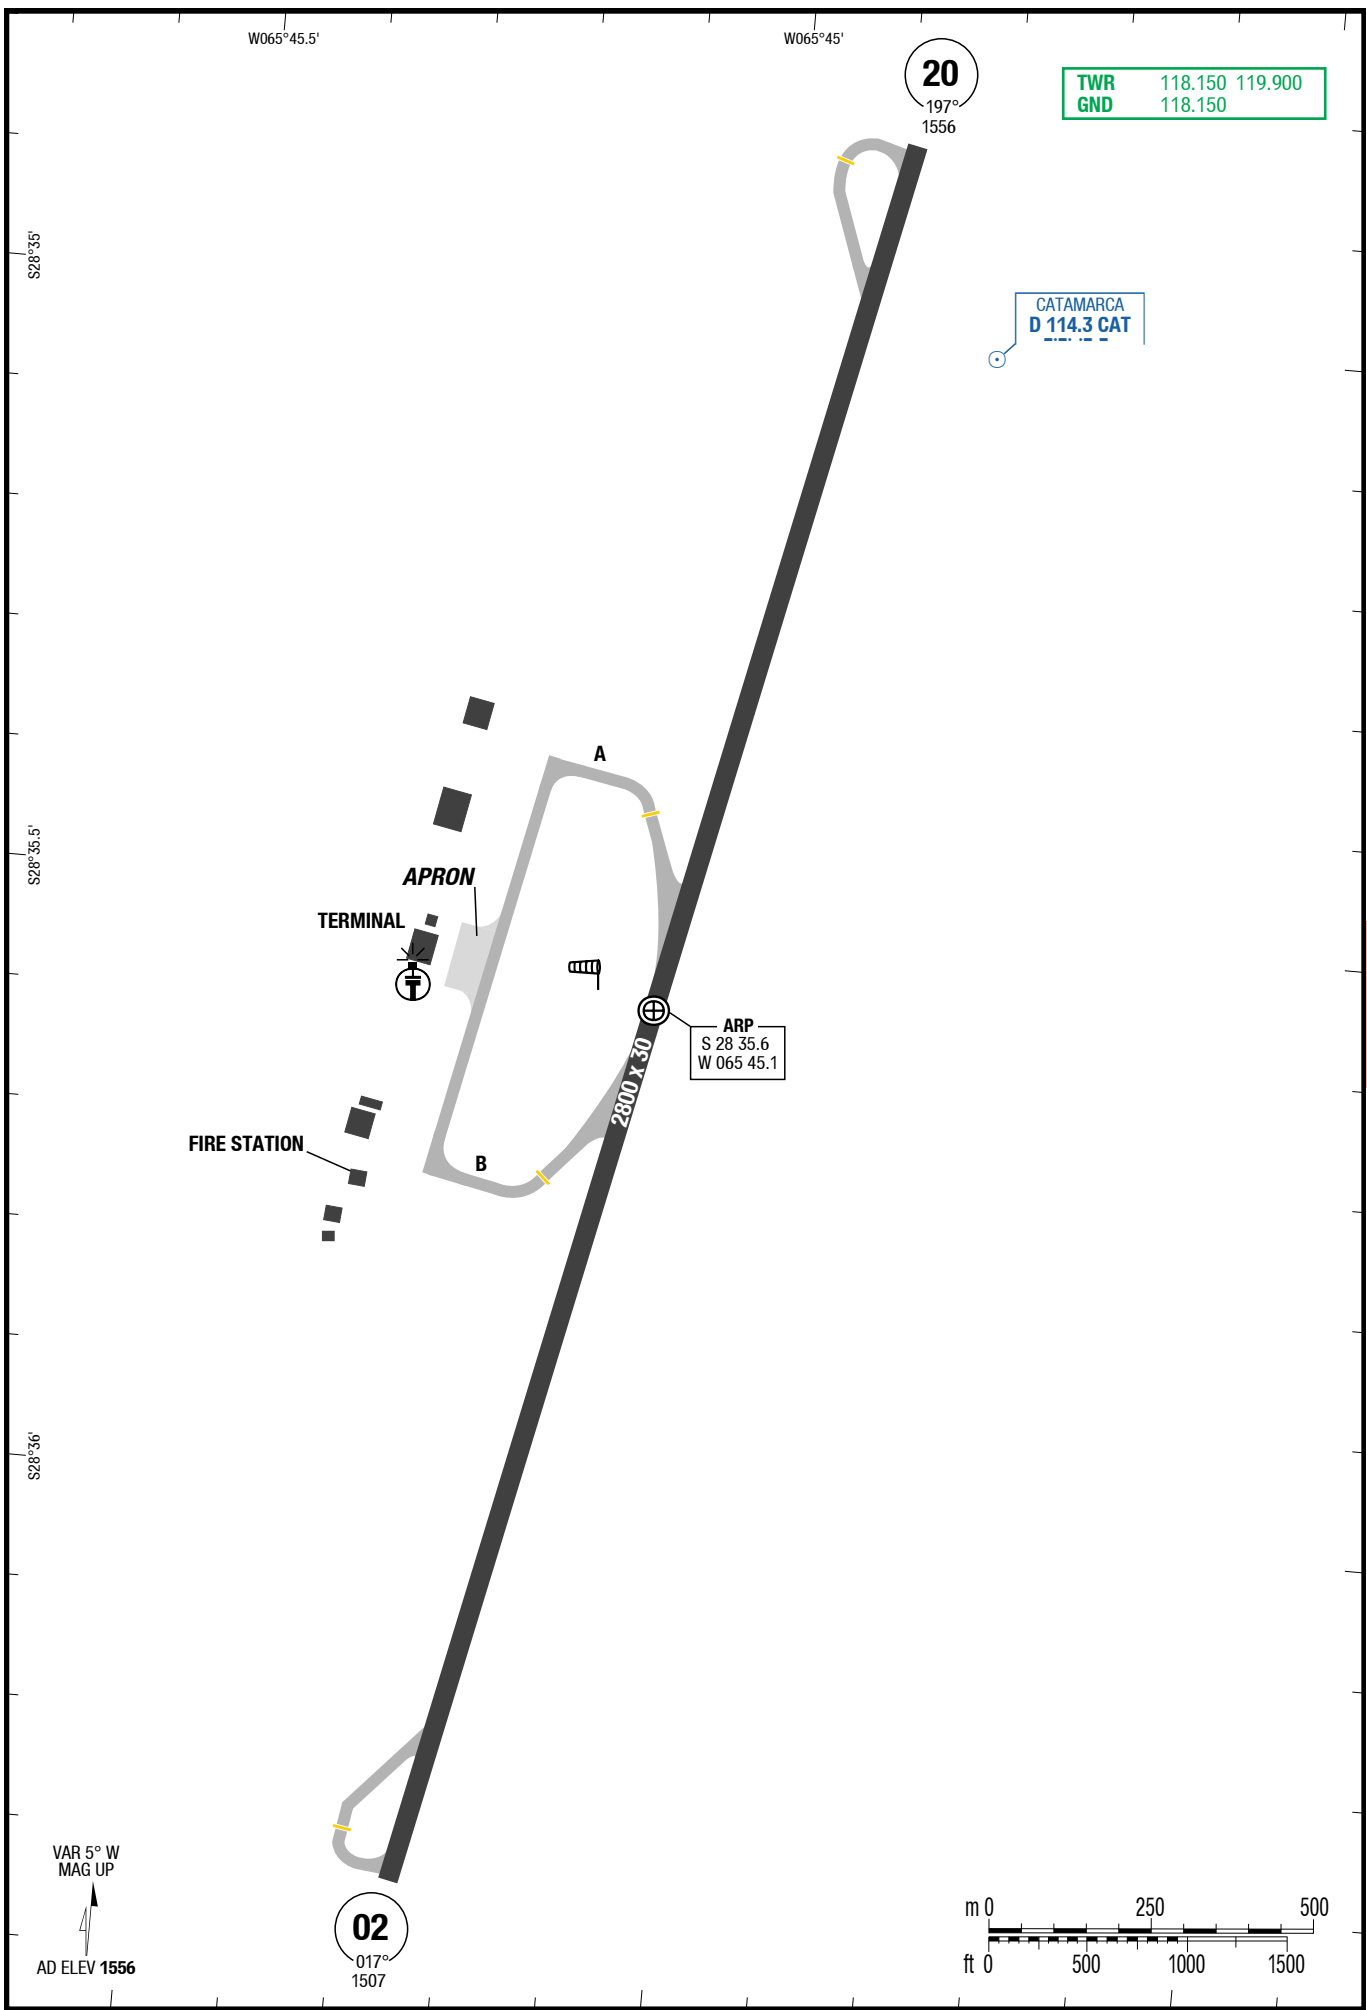 W065°45.5'
W065°45'
20
197°
1556
TWR 118.150 119.900
GND 118.150
S28°35'
CATAMARCA
D 114.3 CAT
A
S28°35.5'
APRON
TERMINAL
ARP
S 28 35.6
W 065 45.1
2800 x 30
FIRE STATION
B
S28°36'
VAR 5° W
MAG UP
AD ELEV 1556
02
017°
1507
m 0 250 500
ft 0 500 1000 1500